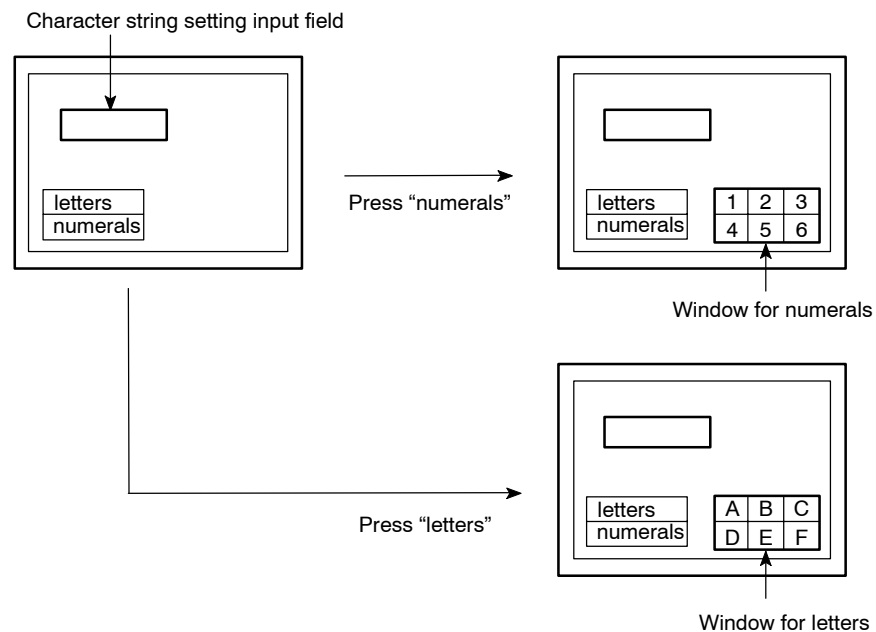 Character string setting input field
letters
numerals
Press “numerals”
letters
numerals
1 2 3
4 5 6
Window for numerals
Press “letters”
letters
numerals
A B C
D E F
Window for letters